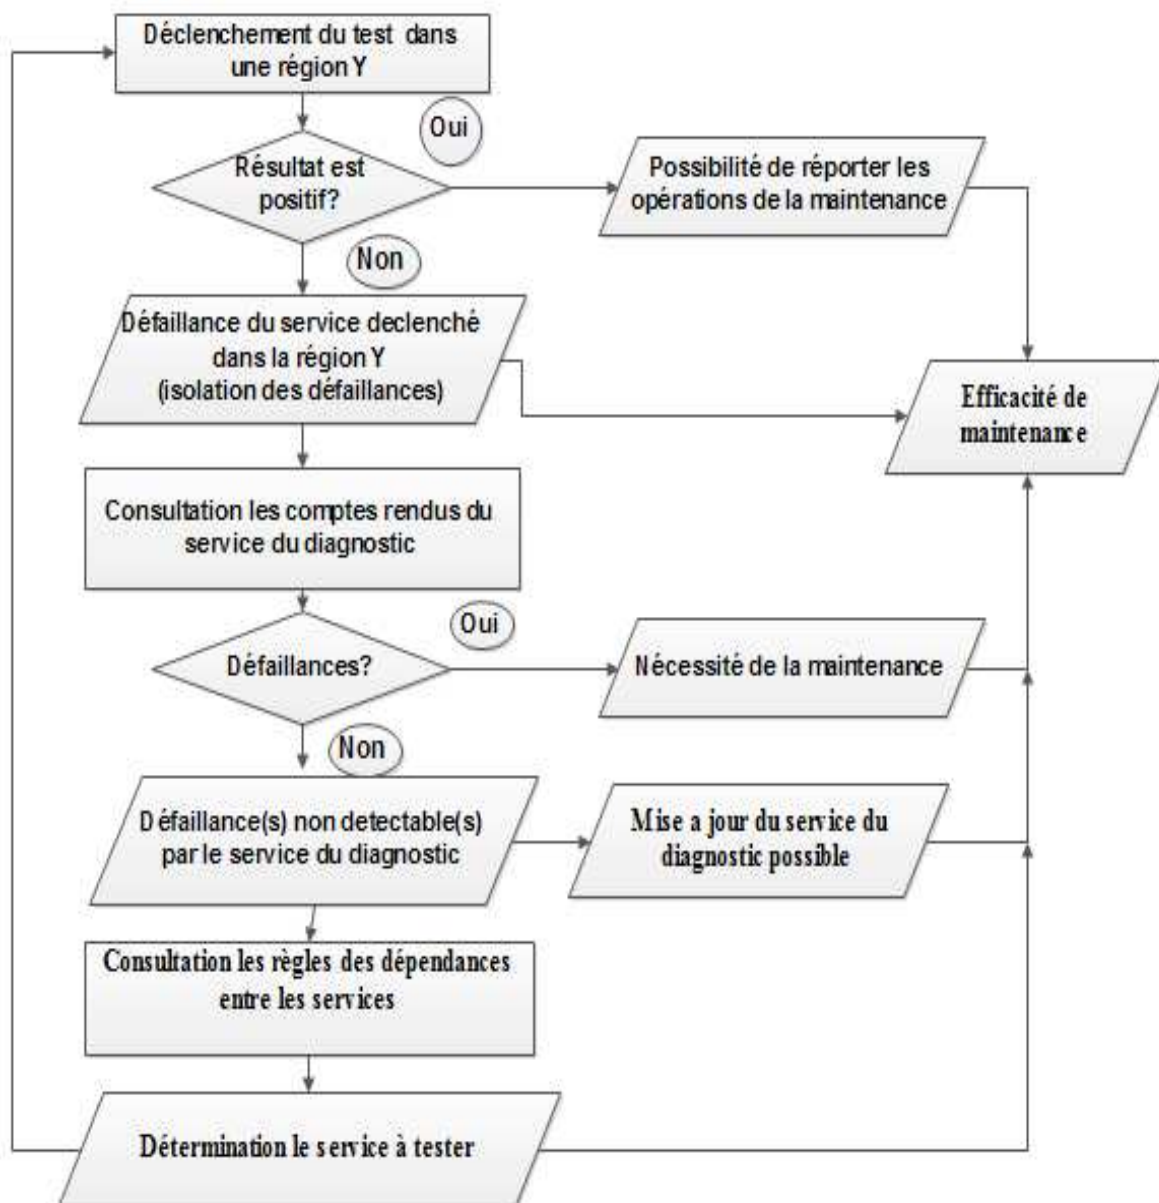 Déclenchement du test dans
une région Y
Oui
Résultat est
positif?
Possibilité de réporter les
opérations de la maintenance
Non
Défaillance du service declenché
dans la région Y
(isolation des défaillances)
Efficacité de
maintenance
Consultation les comptes rendus du
service du diagnostic
Oui
Défaillances?
Nécessité de la maintenance
Non
Défaillance(s) non detectable(s)
par le service du diagnostic
Mise a jour du service du
diagnostic possible
Consultation les règles des dépendances
entre les services
Détermination le service à tester